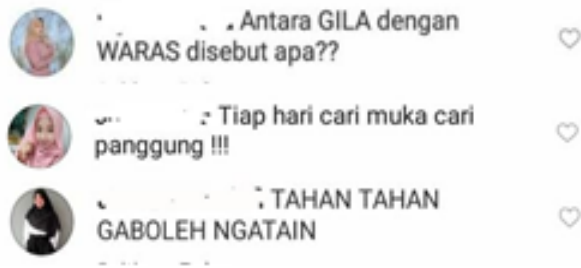 Antara GILA dengan
WARAS disebut apa??
Tiap hari cari muka cari
panggung !!!
TAHAN TAHAN
GABOLEH NGATAIN